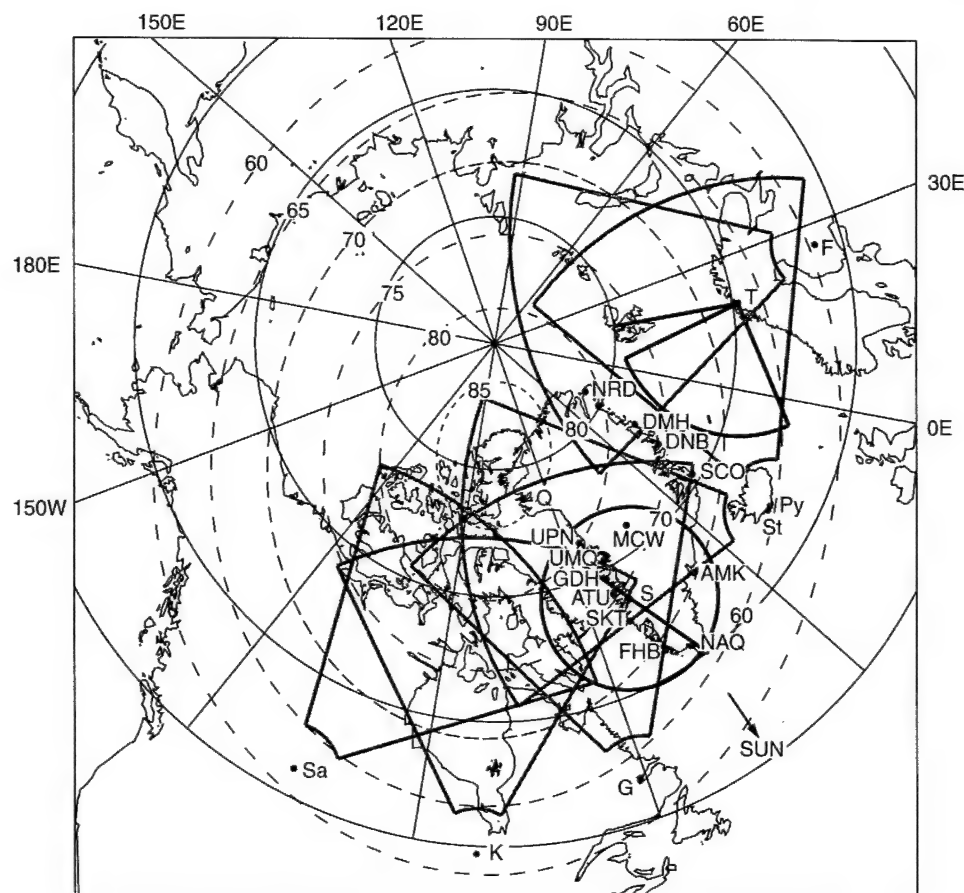 150E
120E
90E
60E
60
65
70
30E
F
180E
75
T
80
85
NRD
80
DMH
DNB
0E
SCO
150W
Q
70
Py
St
UPN
MCW
UMQ
GDH
AMK
ATU
S
SKT
60
FHB
NAQ
SUN
Sa
G
K